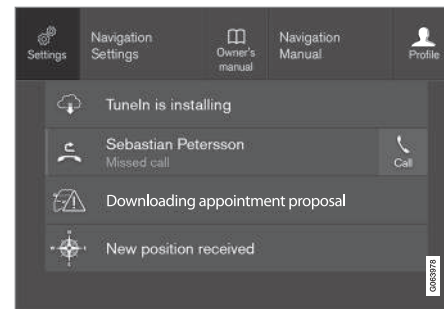 Settings
Navigation
Settings
Owner's
manual
Navigation
Manual
Profile
TuneIn is installing
Sebastian Petersson
Missed call
Call
Downloading appointment proposal
New position received
G063978